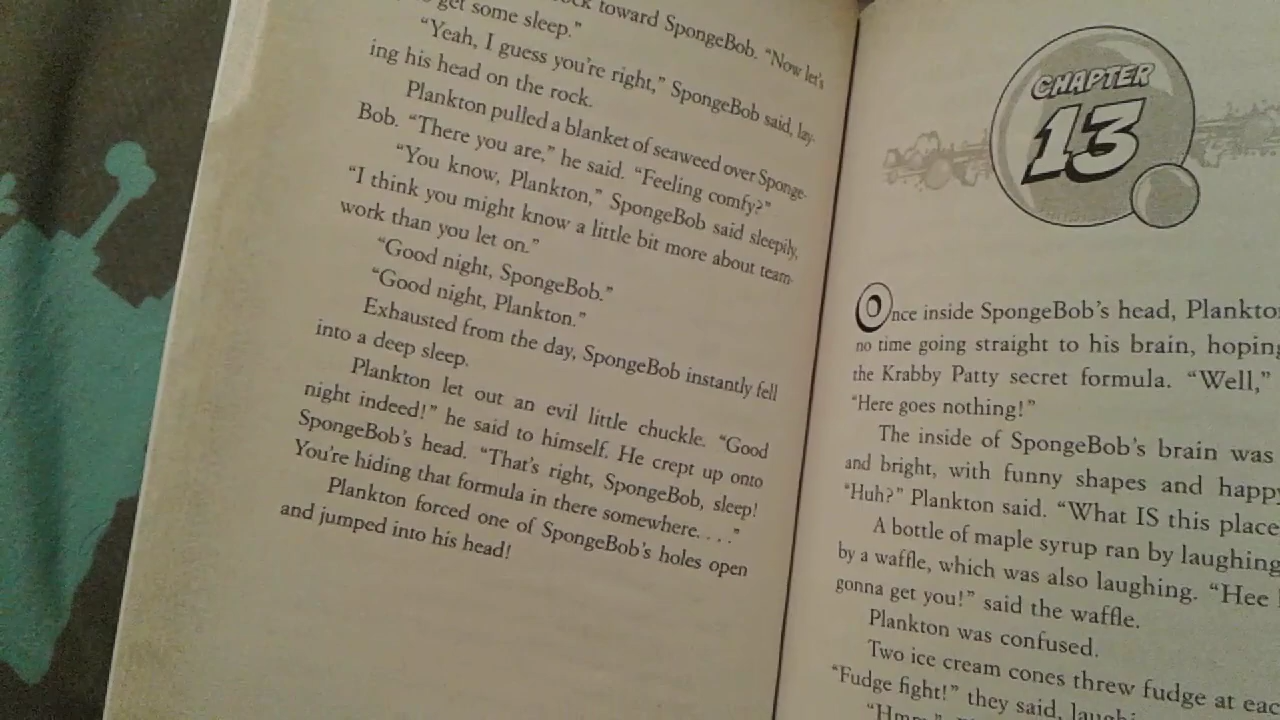 toward SpongeBob. “Now let’s
get some sleep.”
“Yeah, I guess you’re right,” SpongeBob said, lay-
ing his head on the rock.
Plankton pulled a blanket of seaweed over Sponge-
Bob. “There you are,” he said. “Feeling comfy?”
“You know, Plankton,” SpongeBob said sleepily,
“I think you might know a little bit more about team-
work than you let on.”
“Good night, SpongeBob.”
“Good night, Plankton.”
Exhausted from the day, SpongeBob instantly fell
into a deep sleep.
Plankton let out an evil little chuckle. “Good
night indeed!” he said to himself. He crept up onto
SpongeBob’s head. “That’s right, SpongeBob, sleep!
You’re hiding that formula in there somewhere. . . .”
Plankton forced one of SpongeBob’s holes open
and jumped into his head!
CHAPTER
13
Once inside SpongeBob’s head, Plankto
no time going straight to his brain, hoping
the Krabby Patty secret formula. “Well,”
“Here goes nothing!”
The inside of SpongeBob’s brain was
and bright, with funny shapes and happy
“Huh?” Plankton said. “What IS this place
A bottle of maple syrup ran by laughing
by a waffle, which was also laughing. “Hee
gonna get you!” said the waffle.
Plankton was confused.
Two ice cream cones threw fudge at eac
“Fudge fight!” they said, laughi
“Hmm